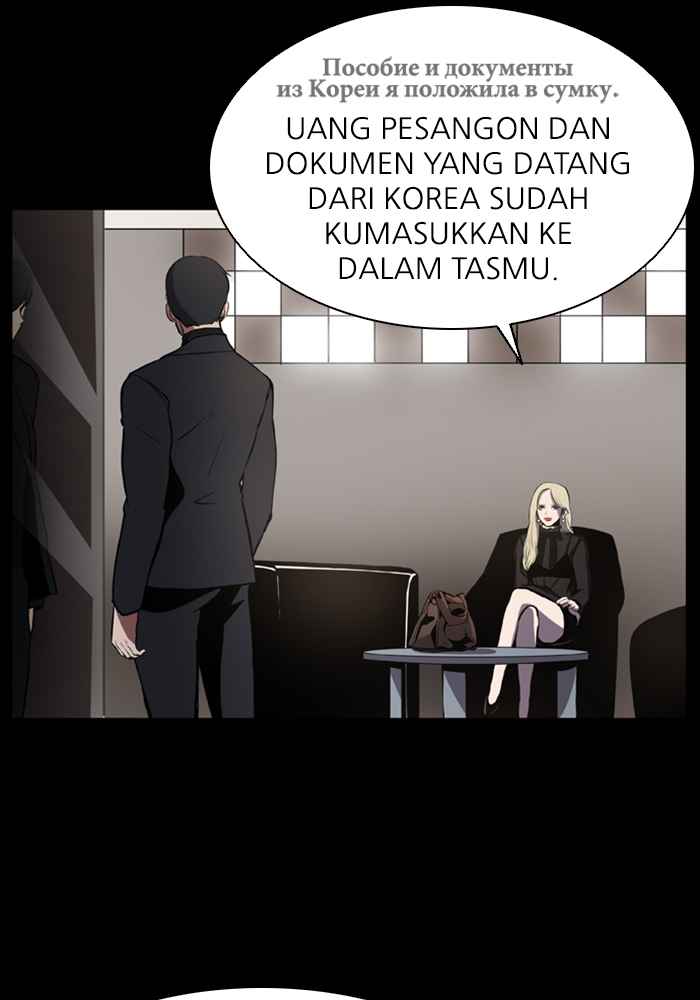 Пособие и документы
из Кореи я положила в сумку.
UANG PESANGON DAN
DOKUMEN YANG DATANG
DARI KOREA SUDAH
KUMASUKKAN KE
DALAM TASMU.